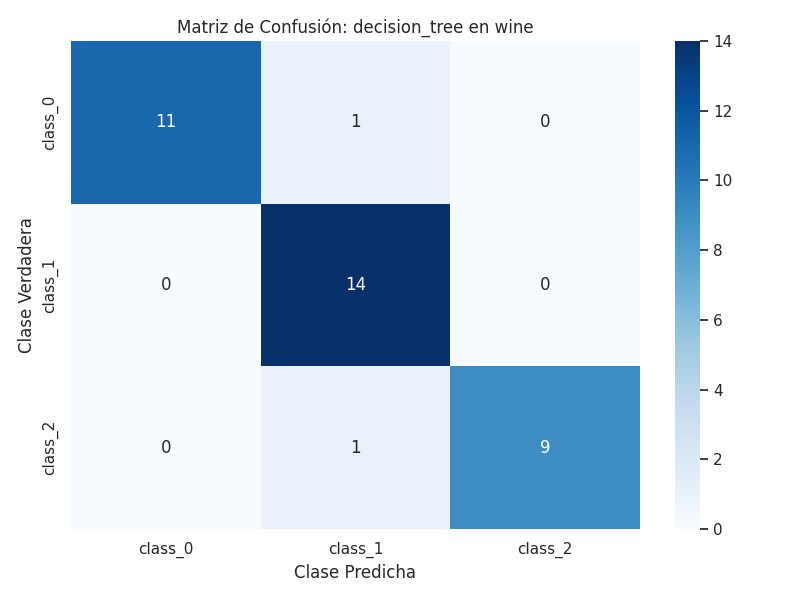 Matriz de Confusión: decision_tree en wine
Clase Verdadera
class_0
11
1
0
class_1
0
14
0
class_2
0
1
9
class_0
class_1
class_2
Clase Predicha
14
12
10
8
6
4
2
0